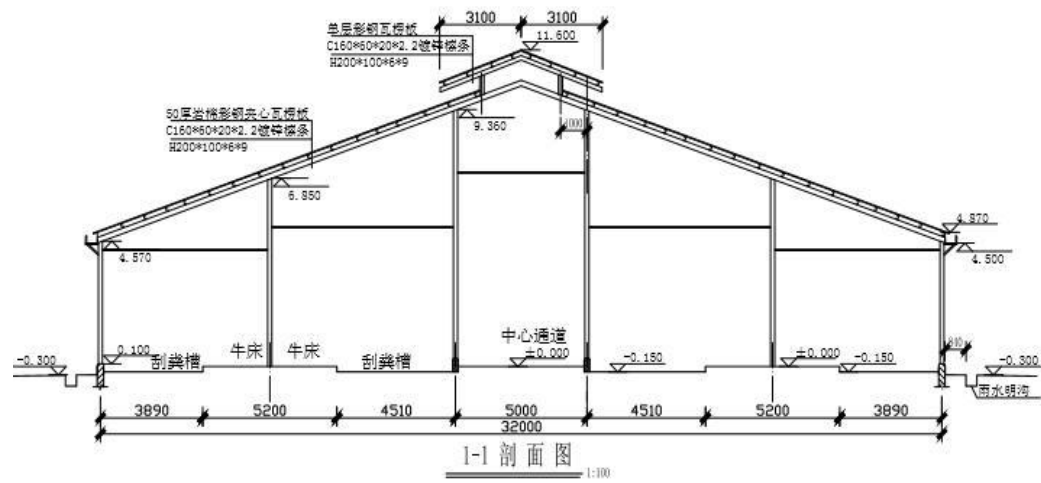 3100 3100
单层彩钢瓦楞板
11.600
C160*60*20*2.2镀锌檩条
H200*100*6*9
50厚岩棉彩钢夹心瓦楞板
C160*60*20*2.2镀锌檩条
H200*100*6*9
9.360
1000
6.950
4.570
4.870
4.500
中心通道
-0.300
0.100
刮粪槽
牛床
牛床
刮粪槽
±0.000
-0.150
±0.000
-0.150
840
-0.300
雨水明沟
3890 5200 4510 5000 4510 5200 3890
32000
1-1 剖面图
1:100